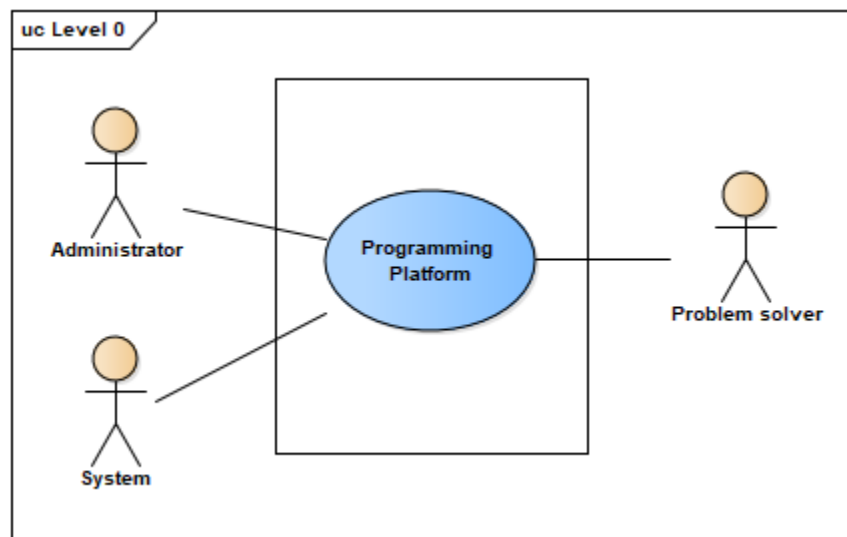 uc Level 0
Administrator
Programming
Platform
Problem solver
System